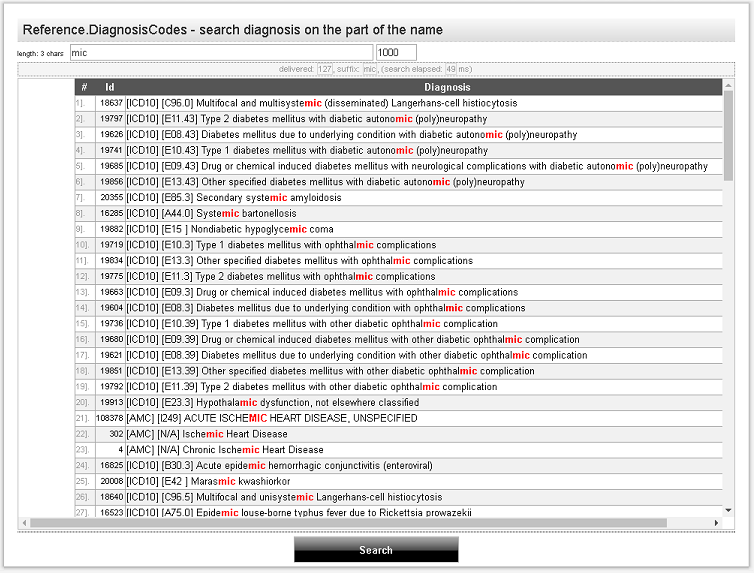 Reference.DiagnosisCodes - search diagnosis on the part of the name
length: 3 chars mic 1000
delivered: 127, suffix: mic, (search elapsed: 49 ms)
# Id Diagnosis
1]. 18637 [ICD10] [C96.0] Multifocal and multisystemic (disseminated) Langerhans-cell histiocytosis
2]. 19797 [ICD10] [E11.43] Type 2 diabetes mellitus with diabetic autonomic (poly)neuropathy
3]. 19626 [ICD10] [E08.43] Diabetes mellitus due to underlying condition with diabetic autonomic (poly)neuropathy
4]. 19741 [ICD10] [E10.43] Type 1 diabetes mellitus with diabetic autonomic (poly)neuropathy
5]. 19685 [ICD10] [E09.43] Drug or chemical induced diabetes mellitus with neurological complications with diabetic autonomic (poly)neuropathy
6]. 19856 [ICD10] [E13.43] Other specified diabetes mellitus with diabetic autonomic (poly)neuropathy
7]. 20355 [ICD10] [E85.3] Secondary systemic amyloidosis
8]. 16285 [ICD10] [A44.0] Systemic bartonellosis
9]. 19882 [ICD10] [E15 ] Nondiabetic hypoglycemic coma
10]. 19719 [ICD10] [E10.3] Type 1 diabetes mellitus with ophthalmic complications
11]. 19834 [ICD10] [E13.3] Other specified diabetes mellitus with ophthalmic complications
12]. 19775 [ICD10] [E11.3] Type 2 diabetes mellitus with ophthalmic complications
13]. 19663 [ICD10] [E09.3] Drug or chemical induced diabetes mellitus with ophthalmic complications
14]. 19604 [ICD10] [E08.3] Diabetes mellitus due to underlying condition with ophthalmic complications
15]. 19736 [ICD10] [E10.39] Type 1 diabetes mellitus with other diabetic ophthalmic complication
16]. 19680 [ICD10] [E09.39] Drug or chemical induced diabetes mellitus with other diabetic ophthalmic complication
17]. 19621 [ICD10] [E08.39] Diabetes mellitus due to underlying condition with other diabetic ophthalmic complication
18]. 19851 [ICD10] [E13.39] Other specified diabetes mellitus with other diabetic ophthalmic complication
19]. 19792 [ICD10] [E11.39] Type 2 diabetes mellitus with other diabetic ophthalmic complication
20]. 19913 [ICD10] [E23.3] Hypothalamic dysfunction, not elsewhere classified
21]. 108378 [AMC] [I249] ACUTE ISCHEMIC HEART DISEASE, UNSPECIFIED
22]. 302 [AMC] [N/A] Ischemic Heart Disease
23]. 4 [AMC] [N/A] Chronic Ischemic Heart Disease
24]. 16825 [ICD10] [B30.3] Acute epidemic hemorrhagic conjunctivitis (enteroviral)
25]. 20008 [ICD10] [E42 ] Marasmic kwashiorkor
26]. 18640 [ICD10] [C96.5] Multifocal and unisystemic Langerhans-cell histiocytosis
27]. 16523 [ICD10] [A75.0] Epidemic louse-borne typhus fever due to Rickettsia prowazekii
Search